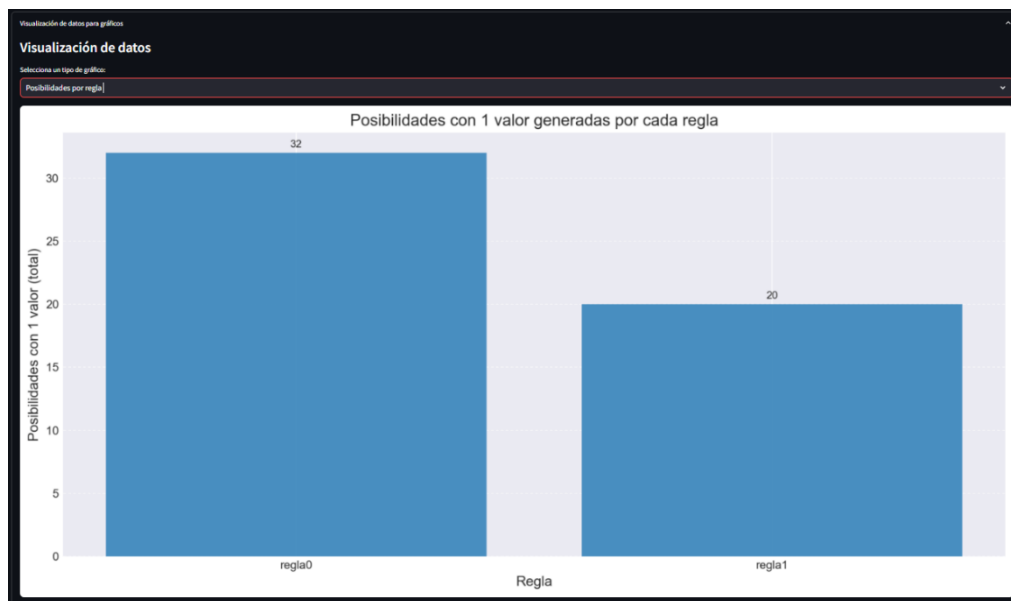 Visualización de datos para gráficos
Visualización de datos
Selecciona un tipo de gráfico:
Posibilidades por regla
Posibilidades con 1 valor generadas por cada regla
32
20
Posibilidades con 1 valor (total)
30
25
20
15
10
5
0
regla0
regla1
Regla